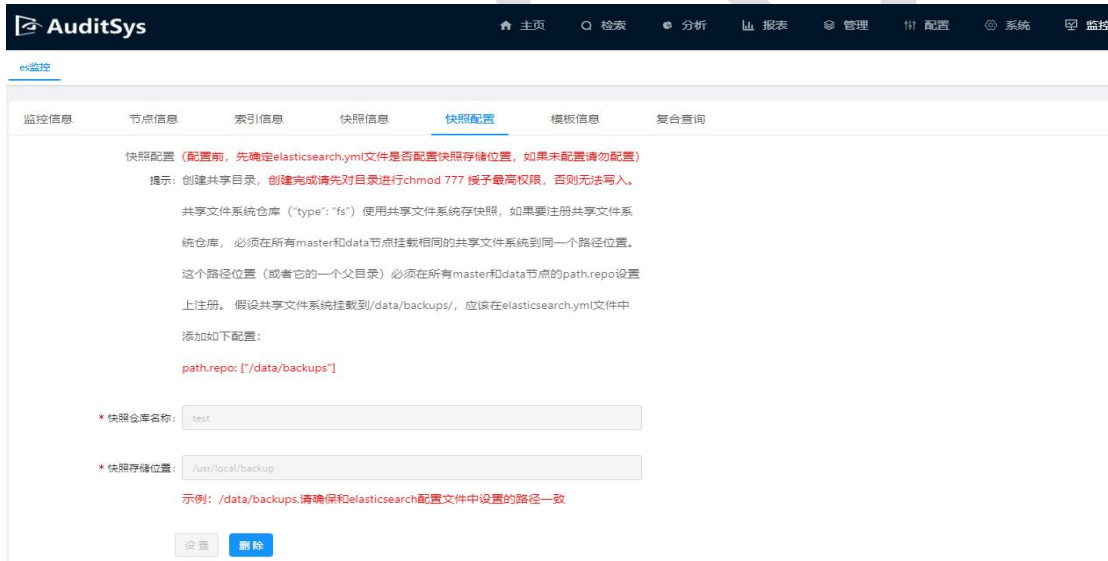 AuditSys 主页 检索 分析 报表 管理 配置 系统 监控
es监控
监控信息 节点信息 索引信息 快照信息 快照配置 模板信息 复合查询
快照配置 (配置前，先确定elasticsearch.yml文件是否配置快照存储位置，如果未配置请勿配置)
提示: 创建共享目录，创建完成请先对目录进行chmod 777 授予最高权限，否则无法写入。
共享文件系统仓库（"type": "fs"）使用共享文件系统存快照，如果要注册共享文件系
统仓库， 必须在所有master和data节点挂载相同的共享文件系统到同一个路径位置。
这个路径位置（或者它的一个父目录）必须在所有master和data节点的path.repo设置
上注册。 假设共享文件系统挂载到/data/backups/，应该在elasticsearch.yml文件中
添加如下配置:
path.repo: ["/data/backups"]
* 快照仓库名称: test
* 快照存储位置: /usr/local/backup
示例：/data/backups,请确保和elasticsearch配置文件中设置的路径一致
设置 删除